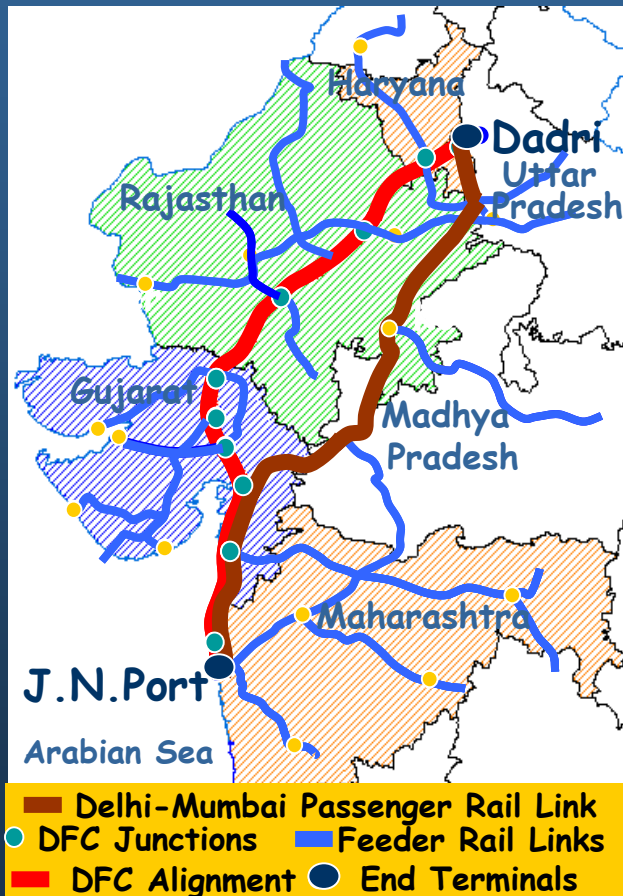 Haryana
Dadri
Uttar
Pradesh
Rajasthan
Gujarat
Madhya
Pradesh
Maharashtra
J.N.Port
Arabian Sea
Delhi-Mumbai Passenger Rail Link
DFC Junctions Feeder Rail Links
DFC Alignment End Terminals